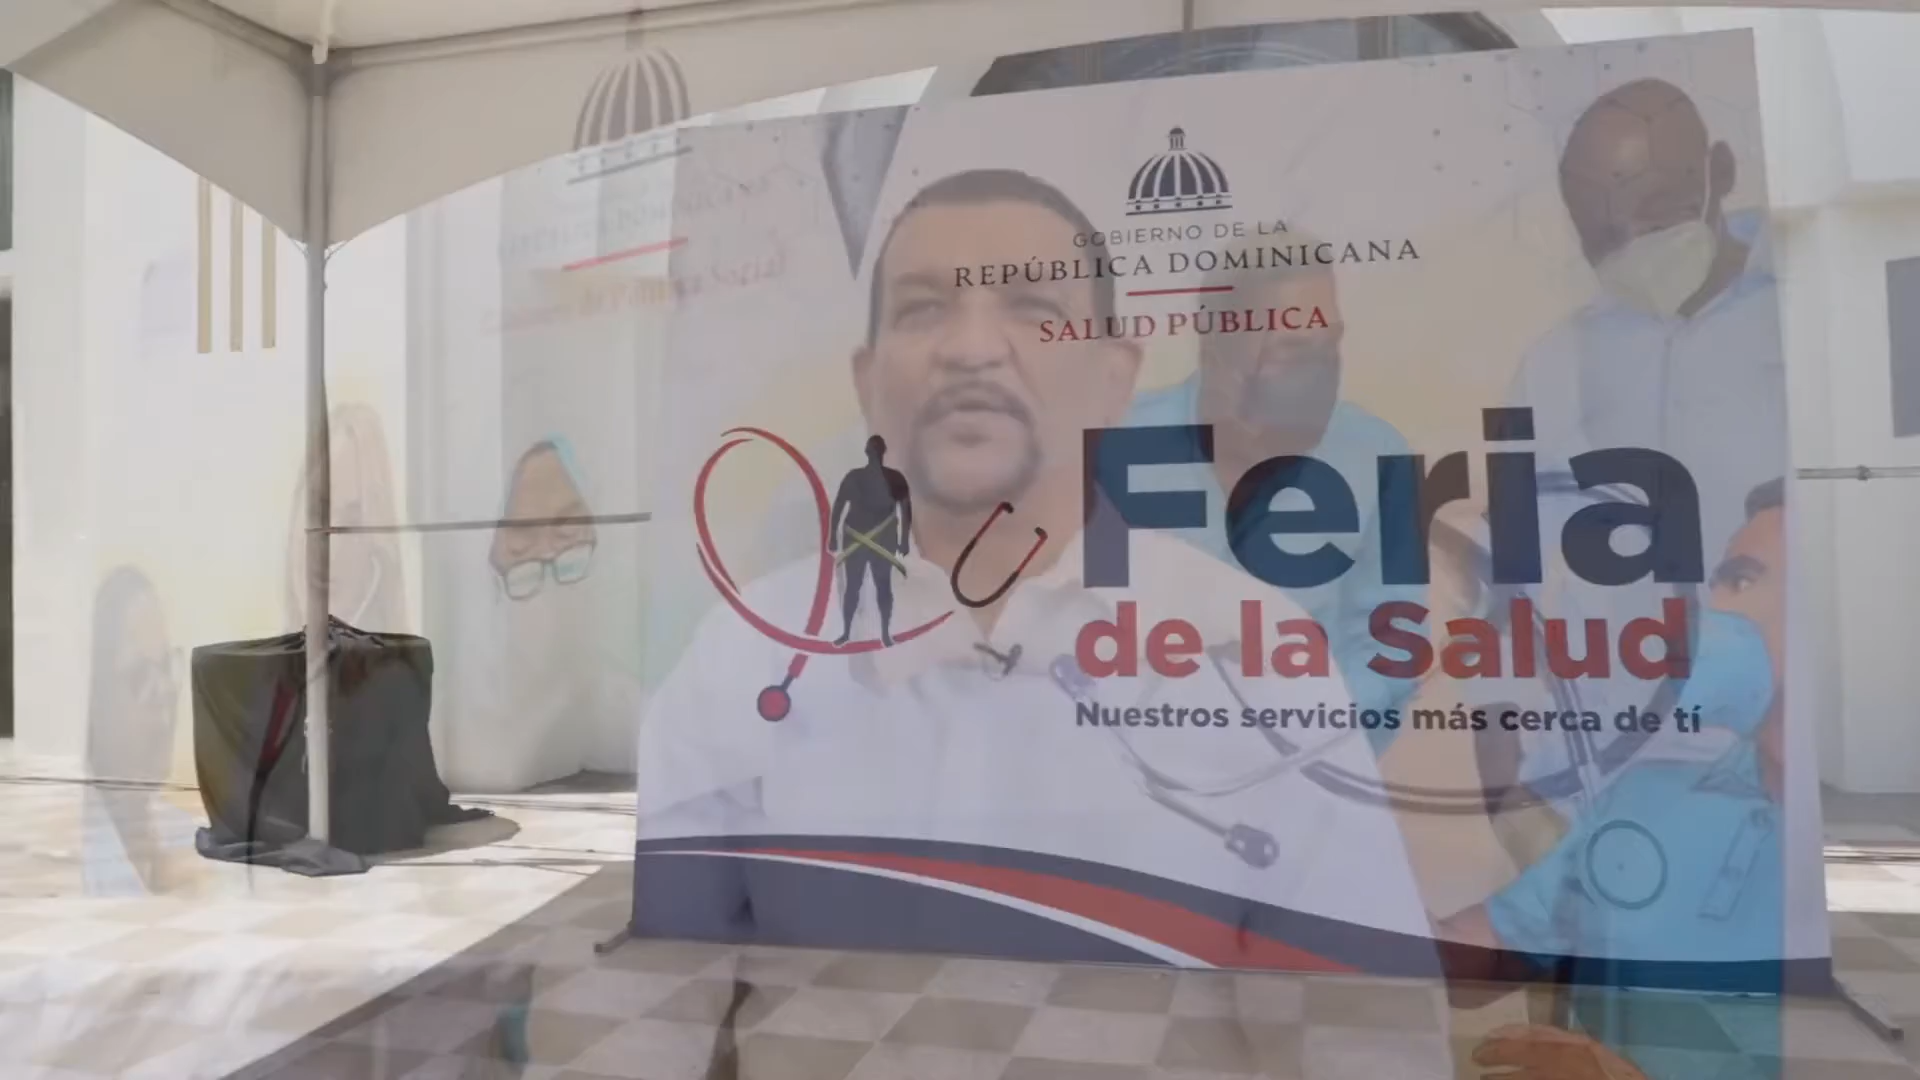 GOBIERNO DE LA
REPÚBLICA DOMINICANA
SALUD PÚBLICA
Feria
de la Salud
Nuestros servicios más cerca de tí